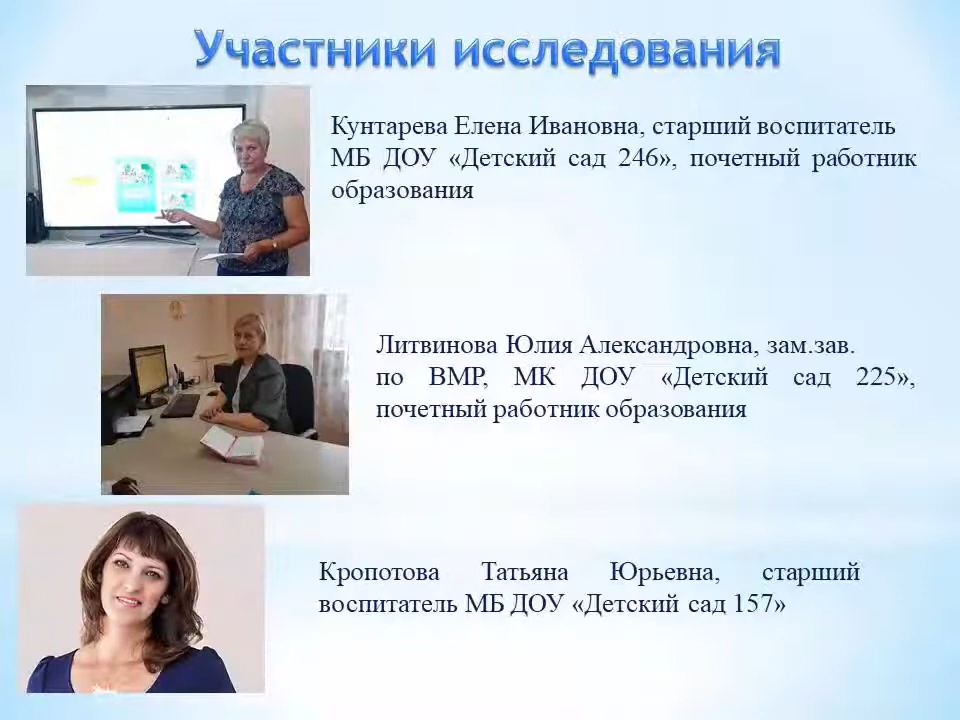 Участники исследования
Кунтарева Елена Ивановна, старший воспитатель
МБ ДОУ «Детский сад 246», почетный работник
образования
Литвинова Юлия Александровна, зам.зав.
по ВМР, МК ДОУ «Детский сад 225»,
почетный работник образования
Кропотова Татьяна Юрьевна, старший
воспитатель МБ ДОУ «Детский сад 157»